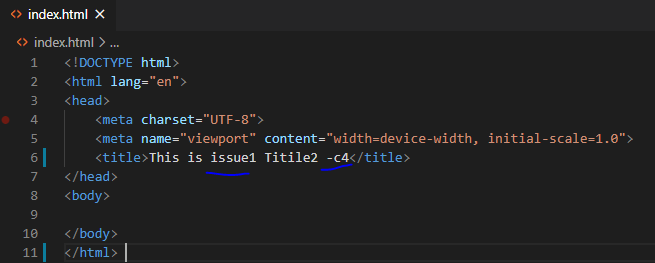 index.html
index.html > ...
1 <!DOCTYPE html>
2 <html lang="en">
3 <head>
4 <meta charset="UTF-8">
5 <meta name="viewport" content="width=device-width, initial-scale=1.0">
6 <title>This is issue1 Titile2 -c4</title>
7 </head>
8 <body>
9
10 </body>
11 </html>